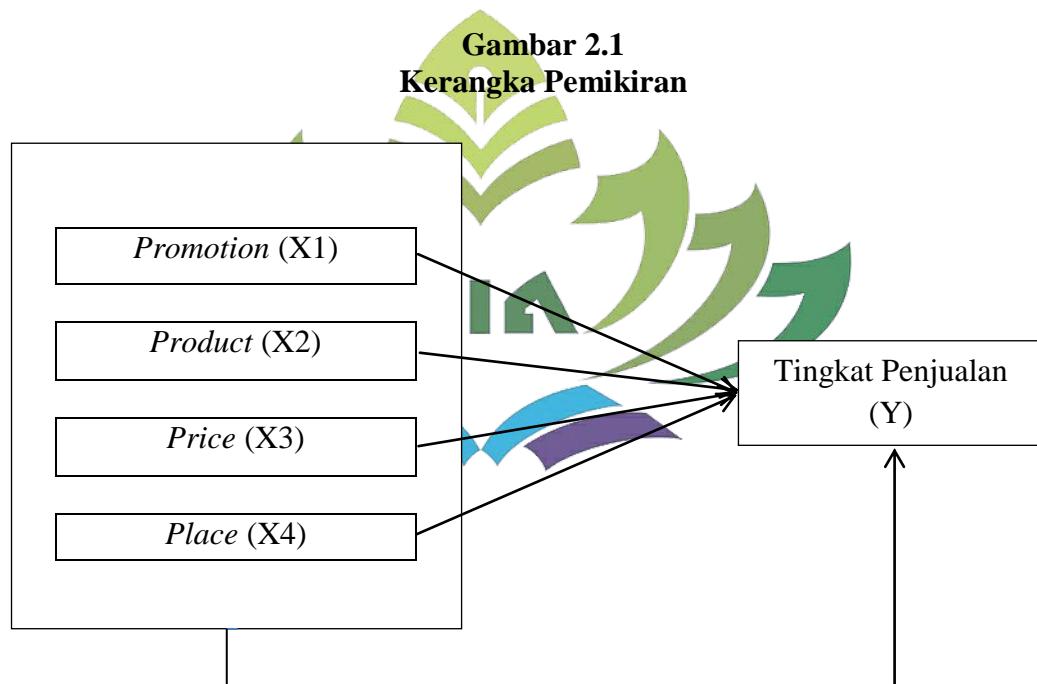 Gambar 2.1
Kerangka Pemikiran
Promotion (X1)
Product (X2)
Price (X3)
Place (X4)
Tingkat Penjualan
(Y)